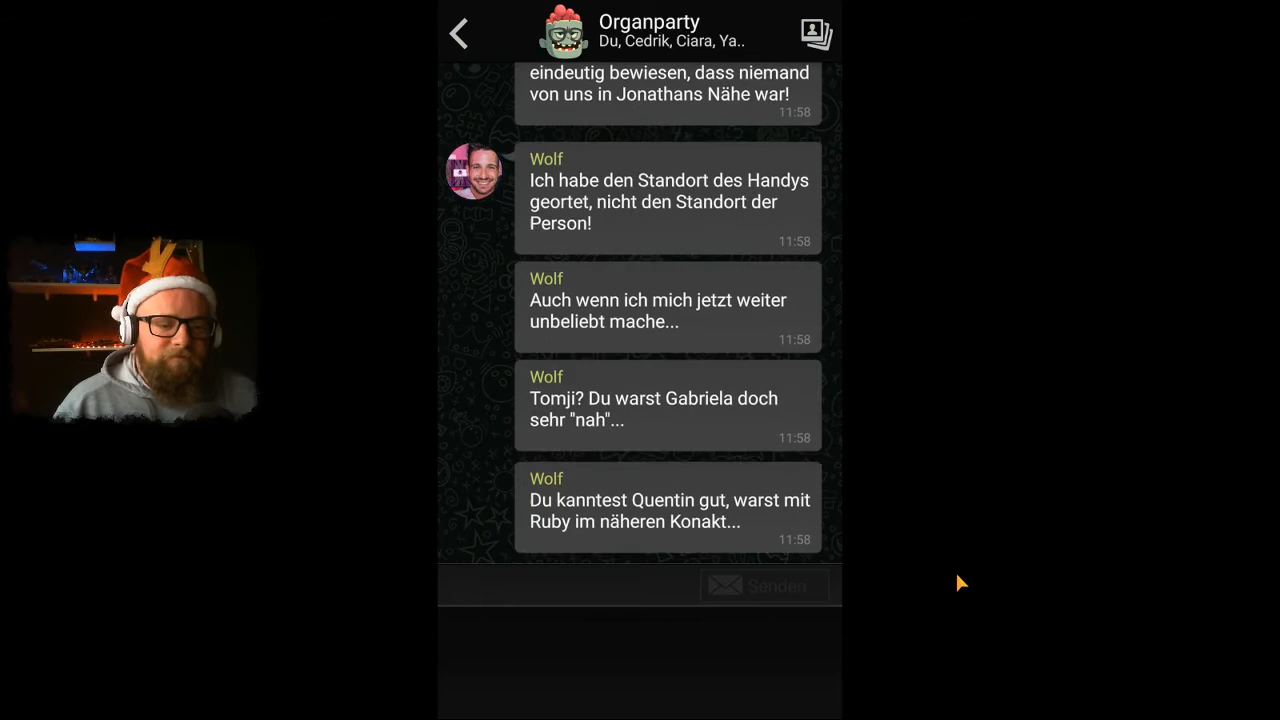 Organparty
Du, Cedrik, Ciara, Ya..
eindeutig bewiesen, dass niemand
von uns in Jonathans Nähe war!
11:58
Wolf
Ich habe den Standort des Handys
geortet, nicht den Standort der
Person!
11:58
Wolf
Auch wenn ich mich jetzt weiter
unbeliebt mache...
11:58
Wolf
Tomji? Du warst Gabriela doch
sehr "nah"...
11:58
Wolf
Du kanntest Quentin gut, warst mit
Ruby im näheren Konakt...
11:58
Senden